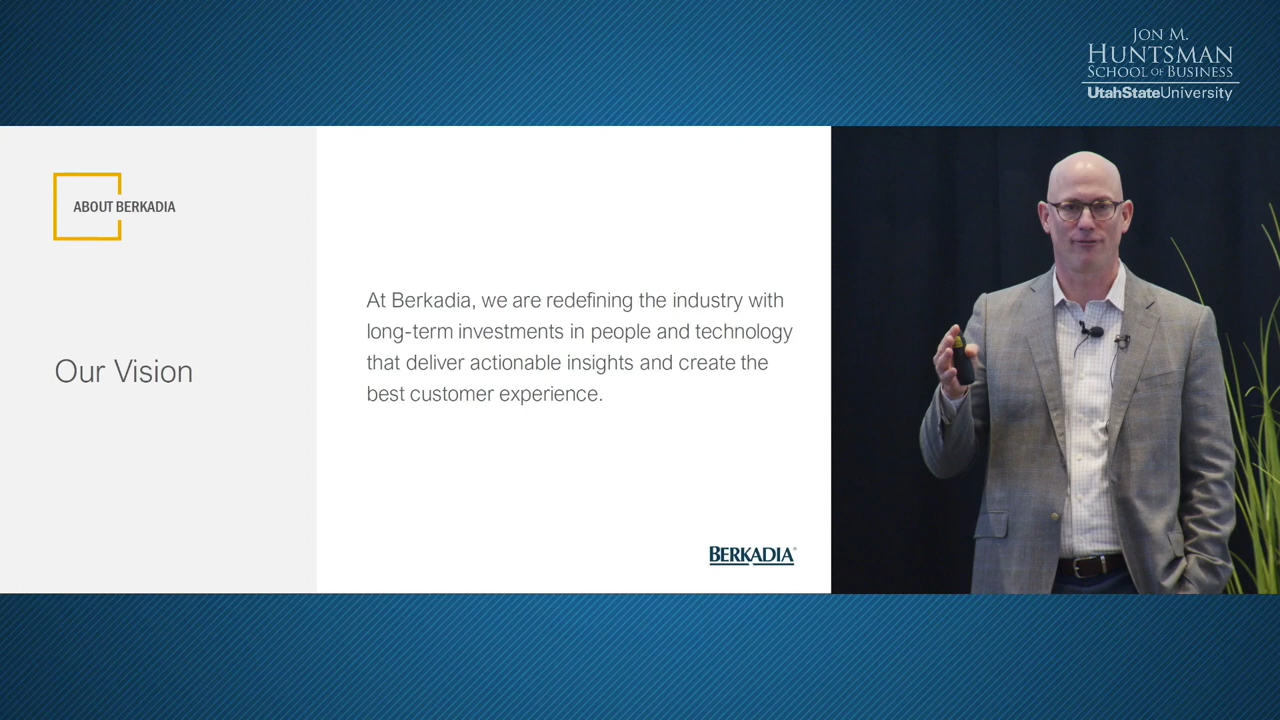 JON M.
HUNTSMAN
SCHOOL OF BUSINESS
UtahStateUniversity
ABOUT BERKADIA
Our Vision
At Berkadia, we are redefining the industry with
long-term investments in people and technology
that deliver actionable insights and create the
best customer experience.
BERKADIA®